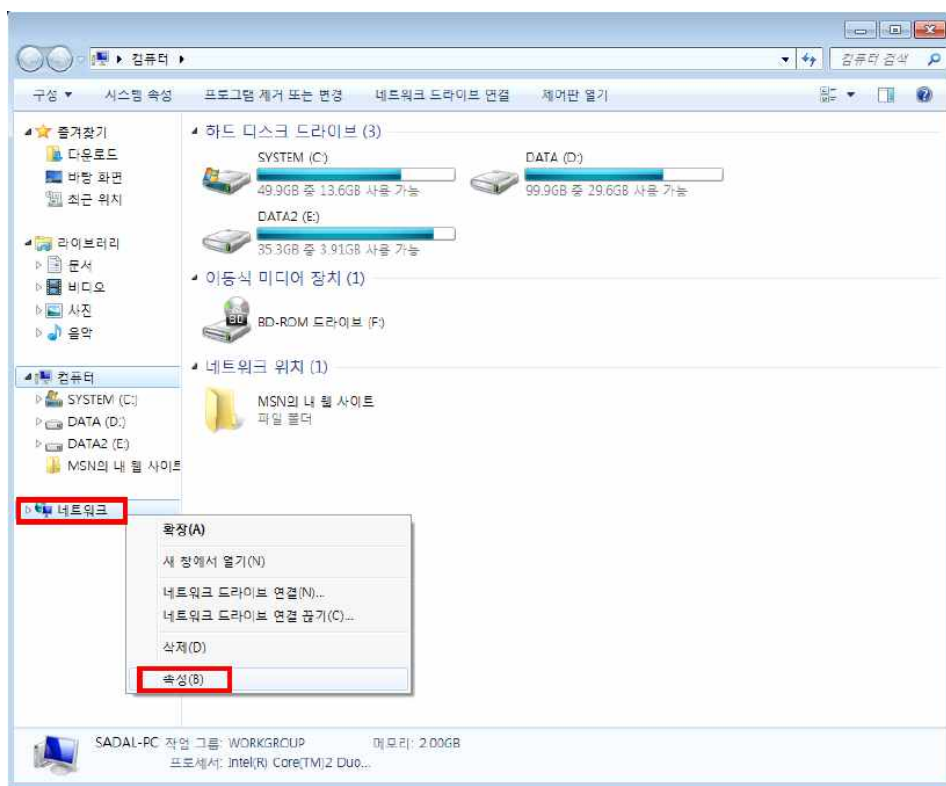 컴퓨터
컴퓨터 검색
구성 시스템 속성 프로그램 제거 또는 변경 네트워크 드라이브 연결 제어판 열기
즐겨찾기
다운로드
바탕 화면
최근 위치
라이브러리
문서
비디오
사진
음악
컴퓨터
SYSTEM (C:)
DATA (D:)
DATA2 (E:)
MSN의 내 웹 사이트
네트워크
하드 디스크 드라이브 (3)
SYSTEM (C:)
49.9GB 중 13.6GB 사용 가능
DATA (D:)
99.9GB 중 29.6GB 사용 가능
DATA2 (E:)
35.3GB 중 3.91GB 사용 가능
이동식 미디어 장치 (1)
BD
BD-ROM 드라이브 (F:)
네트워크 위치 (1)
MSN의 내 웹 사이트
파일 폴더
확장(A)
새 창에서 열기(N)
네트워크 드라이브 연결(N)...
네트워크 드라이브 연결 끊기(C)...
삭제(D)
속성(B)
SADAL-PC 작업 그룹: WORKGROUP 메모리: 2.00GB
프로세서: Intel(R) Core(TM)2 Duo...